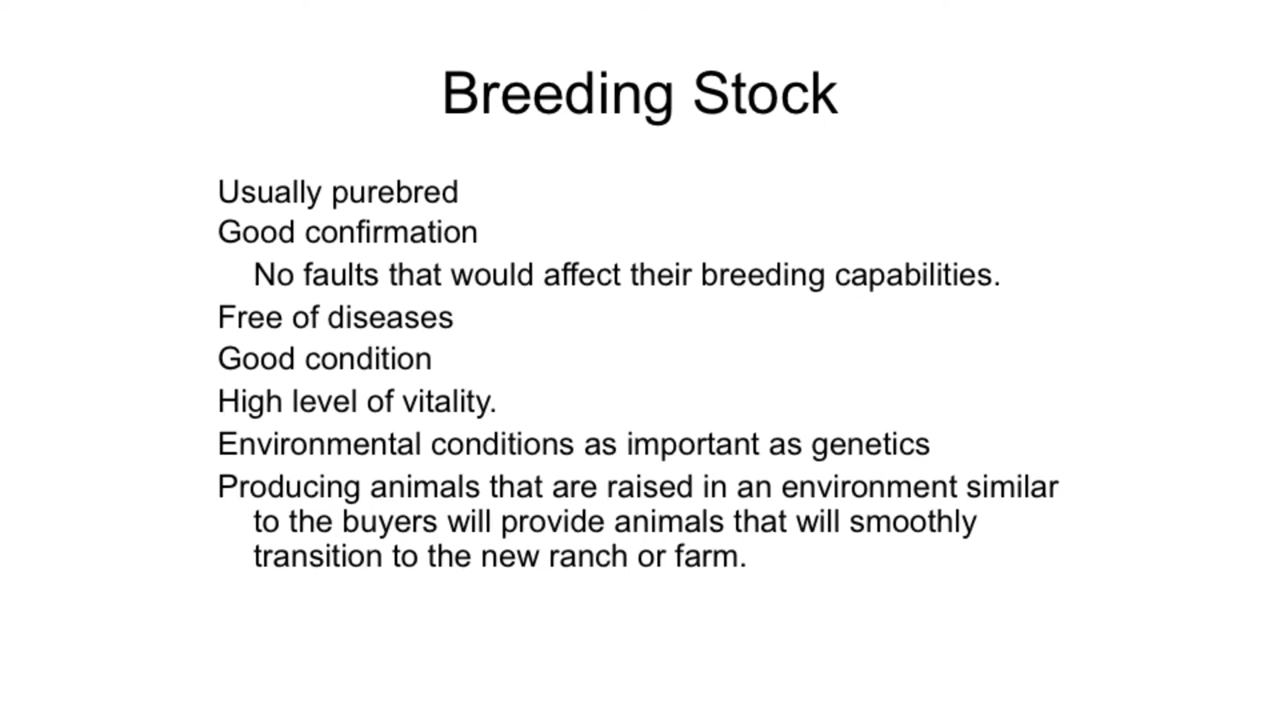 Breeding Stock
Usually purebred
Good confirmation
No faults that would affect their breeding capabilities.
Free of diseases
Good condition
High level of vitality.
Environmental conditions as important as genetics
Producing animals that are raised in an environment similar
to the buyers will provide animals that will smoothly
transition to the new ranch or farm.